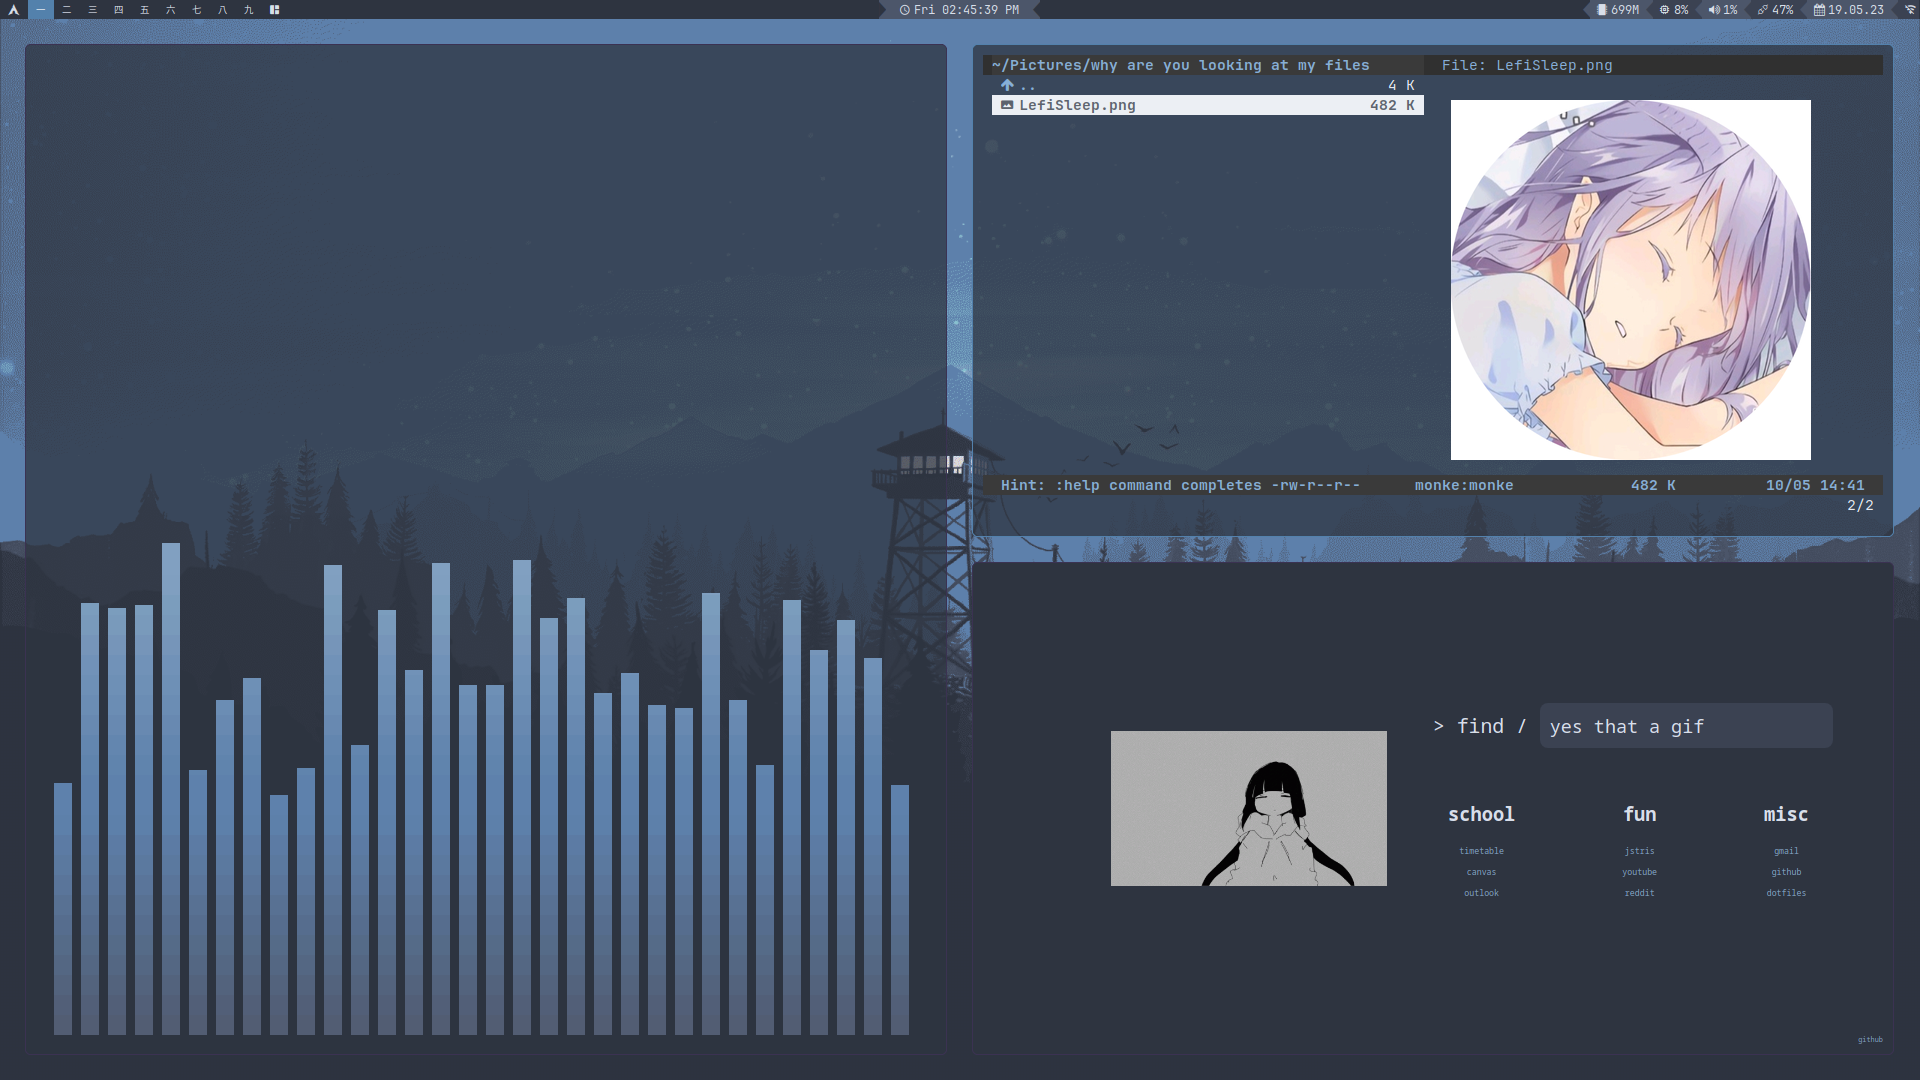 一 二 三 四 五 六 七 八 九
Fri 02:45:39 PM
699M 8% 1% 47% 19.05.23
~/Pictures/why are you looking at my files
File: LefiSleep.png
.. 4 K
LefiSleep.png 482 K
Hint: :help command completes -rw-r--r-- monke:monke 482 K 10/05 14:41
2/2
> find / yes that a gif
school fun misc
timetable jstris gmail
canvas youtube github
outlook reddit dotfiles
github